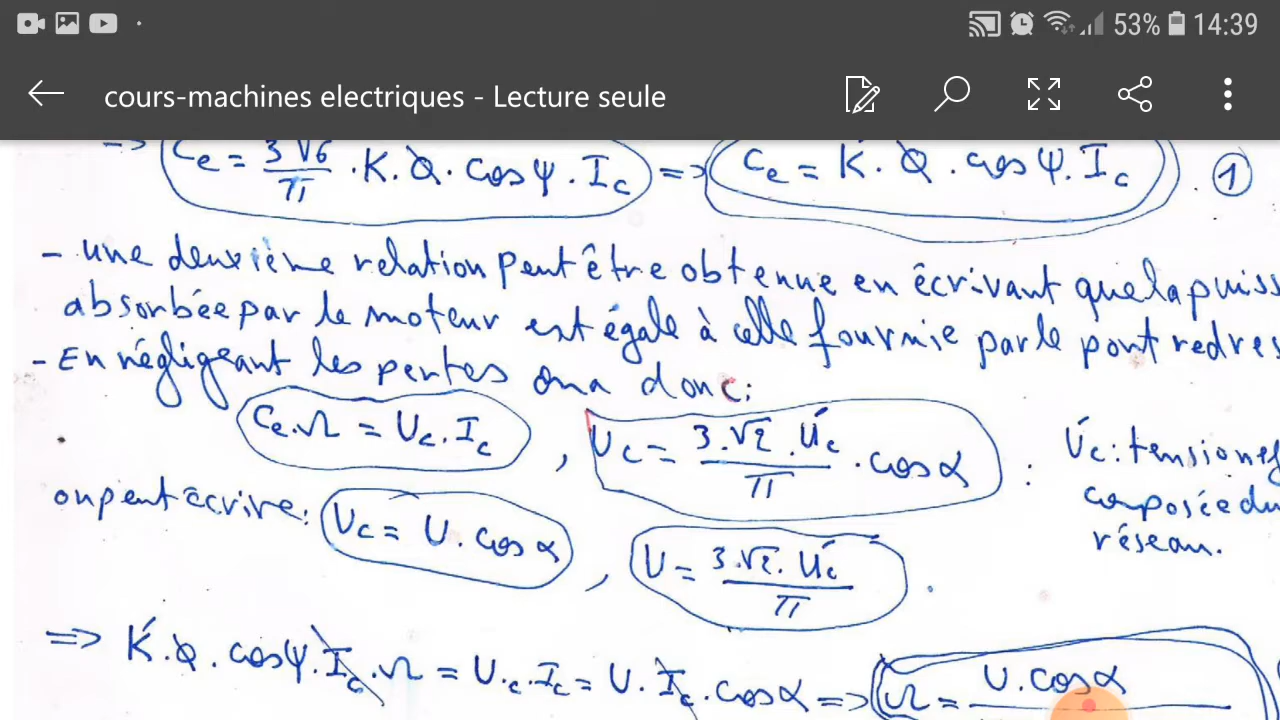 53% 14:39
cours-machines electriques - Lecture seule
=> Ce = 3√6/π . K. Φ. cos ψ . Ic => Ce = K'. Φ . cos ψ. Ic . ①
- une deuxième relation peut être obtenue en écrivant que la puiss
absorbée par le moteur est égale à celle fournie par le pont redres
- En négligeant les pertes on a donc:
Ce.Ω = Uc. Ic , Uc = 3.√2 . U'c/π . cos α : U'c: tension eff
composée du
réseau.
on peut écrire: Uc = U. cos α , U = 3.√2. U'c/π .
=> K'. Φ . cos ψ. Ic . Ω = Uc. Ic = U. Ic . cos α => Ω = U. cos α